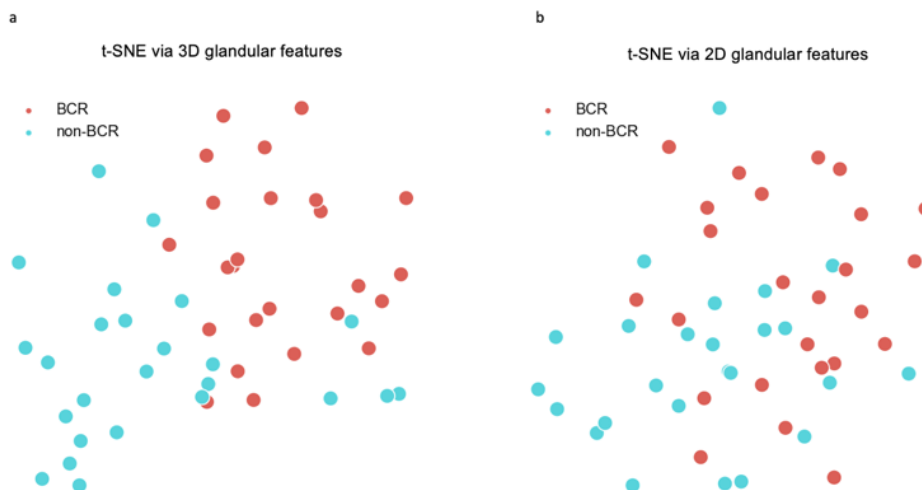 a
t-SNE via 3D glandular features
BCR
non-BCR
b
t-SNE via 2D glandular features
BCR
non-BCR